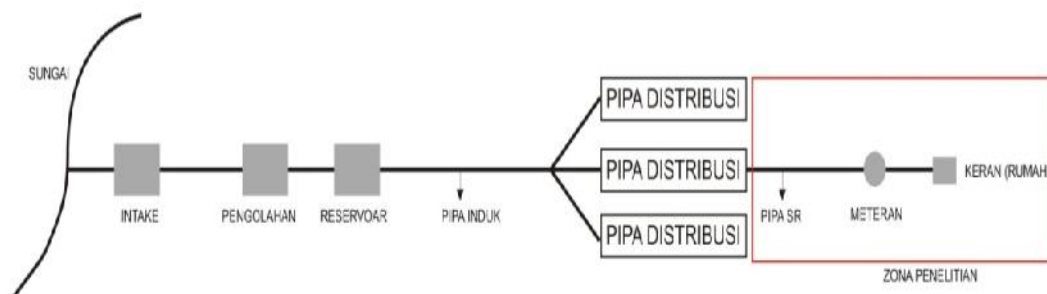 SUNGAI
INTAKE
PENGOLAHAN
RESERVOAR
PIPA INDUK
PIPA DISTRIBUSI
PIPA DISTRIBUSI
PIPA DISTRIBUSI
PIPA SR
METERAN
KERAN (RUMAH
ZONA PENELITIAN